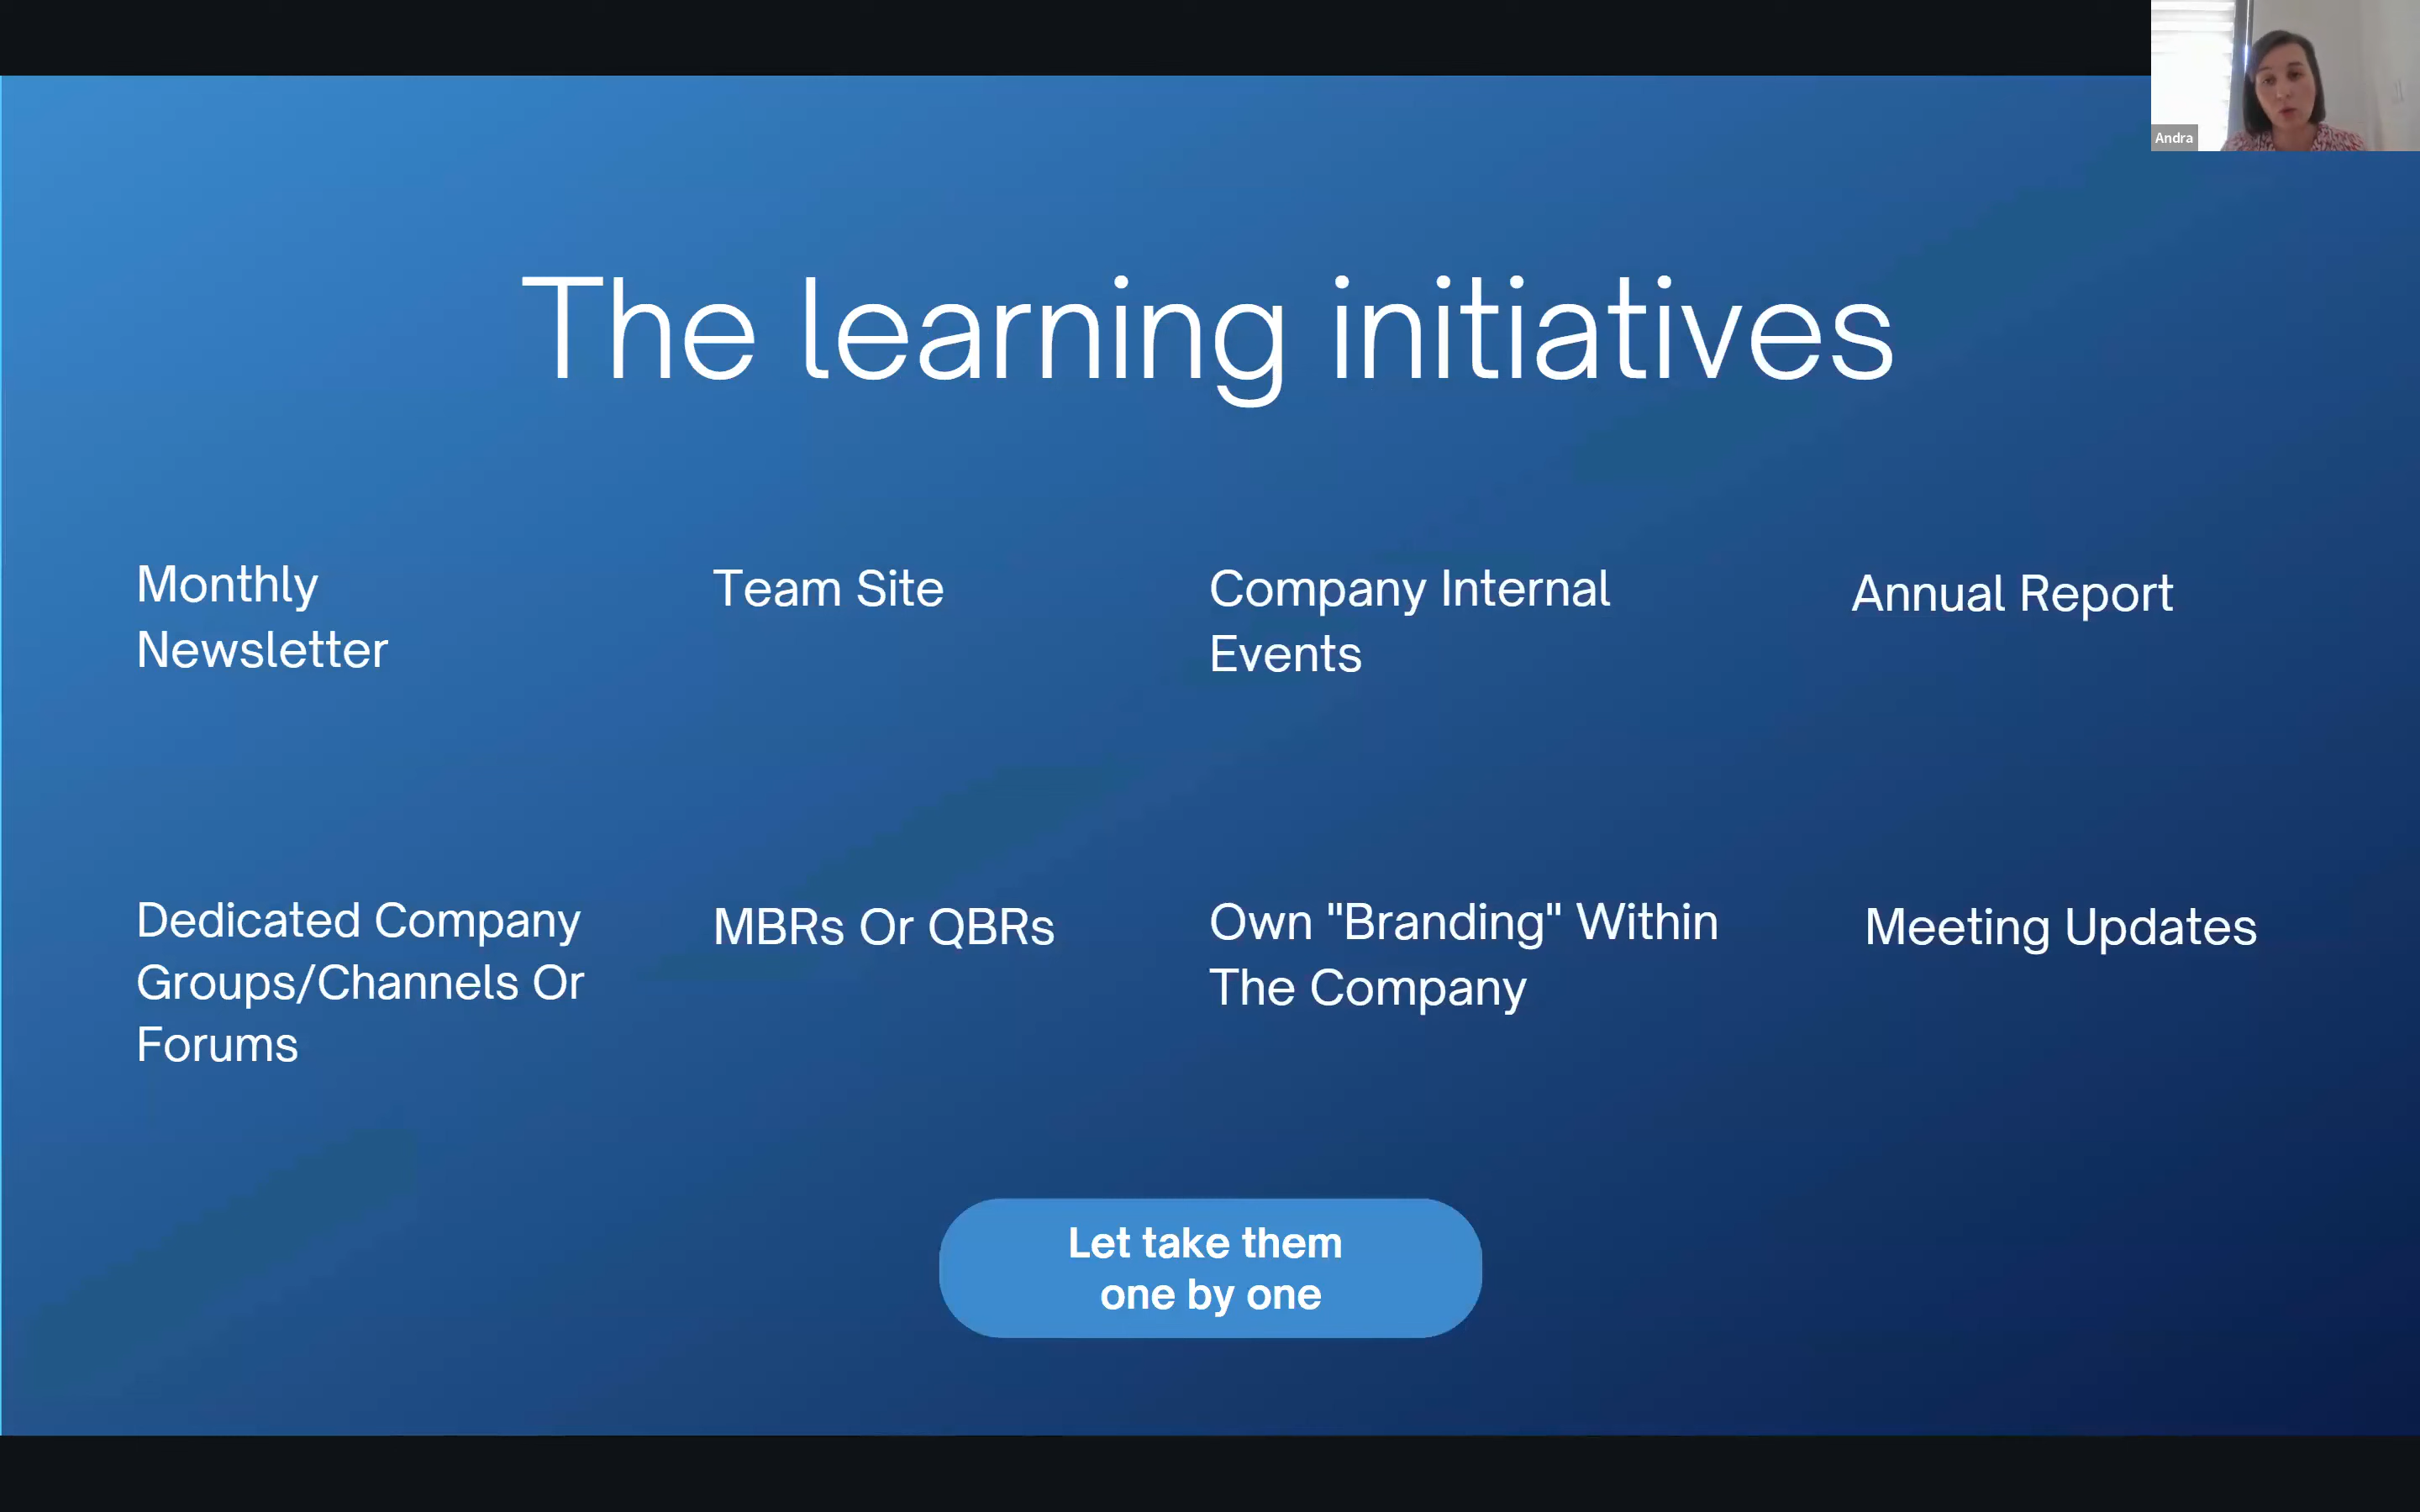 Andra
The learning initiatives
Monthly
Newsletter
Team Site
Company Internal
Events
Annual Report
Dedicated Company
Groups/Channels Or
Forums
MBRs Or QBRs
Own "Branding" Within
The Company
Meeting Updates
Let take them
one by one